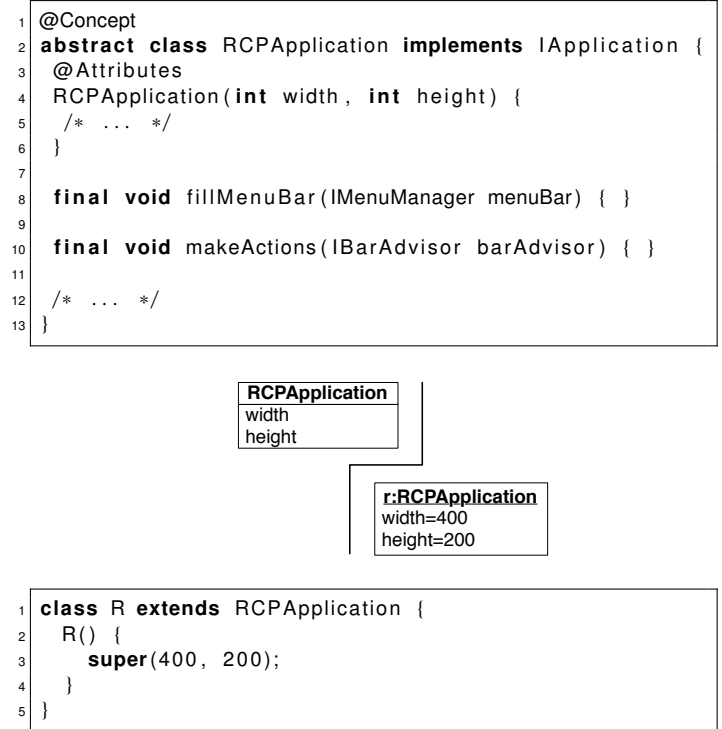 1 @Concept
2 abstract class RCPApplication implements IApplication {
3 @Attributes
4 RCPApplication(int width, int height) {
5 /* ... */
6 }
7
8 final void fillMenuBar(IMenuManager menuBar) { }
9
10 final void makeActions(IBarAdvisor barAdvisor) { }
11
12 /* ... */
13 }
RCPApplication
width
height
r:RCPApplication
width=400
height=200
1 class R extends RCPApplication {
2 R() {
3 super(400, 200);
4 }
5 }